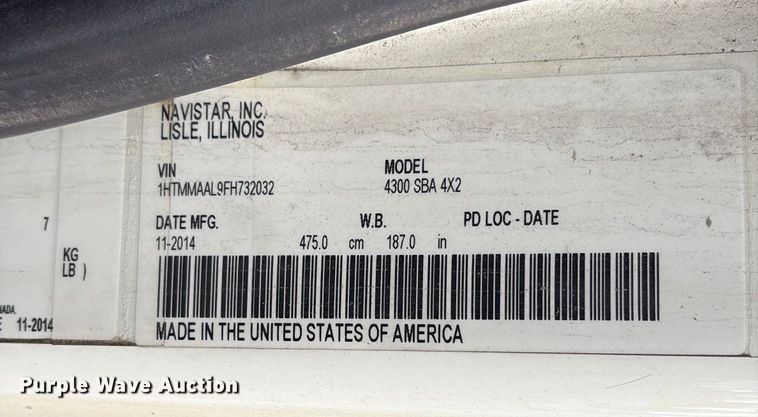 NAVISTAR, INC.
LISLE, ILLINOIS
VIN MODEL
1HTMMAAL9FH732032 4300 SBA 4X2
DATE MFG. W.B. PD LOC - DATE
11-2014 475.0 cm 187.0 in
MADE IN THE UNITED STATES OF AMERICA
7
KG
LB )
11-2014
Purple Wave Auction